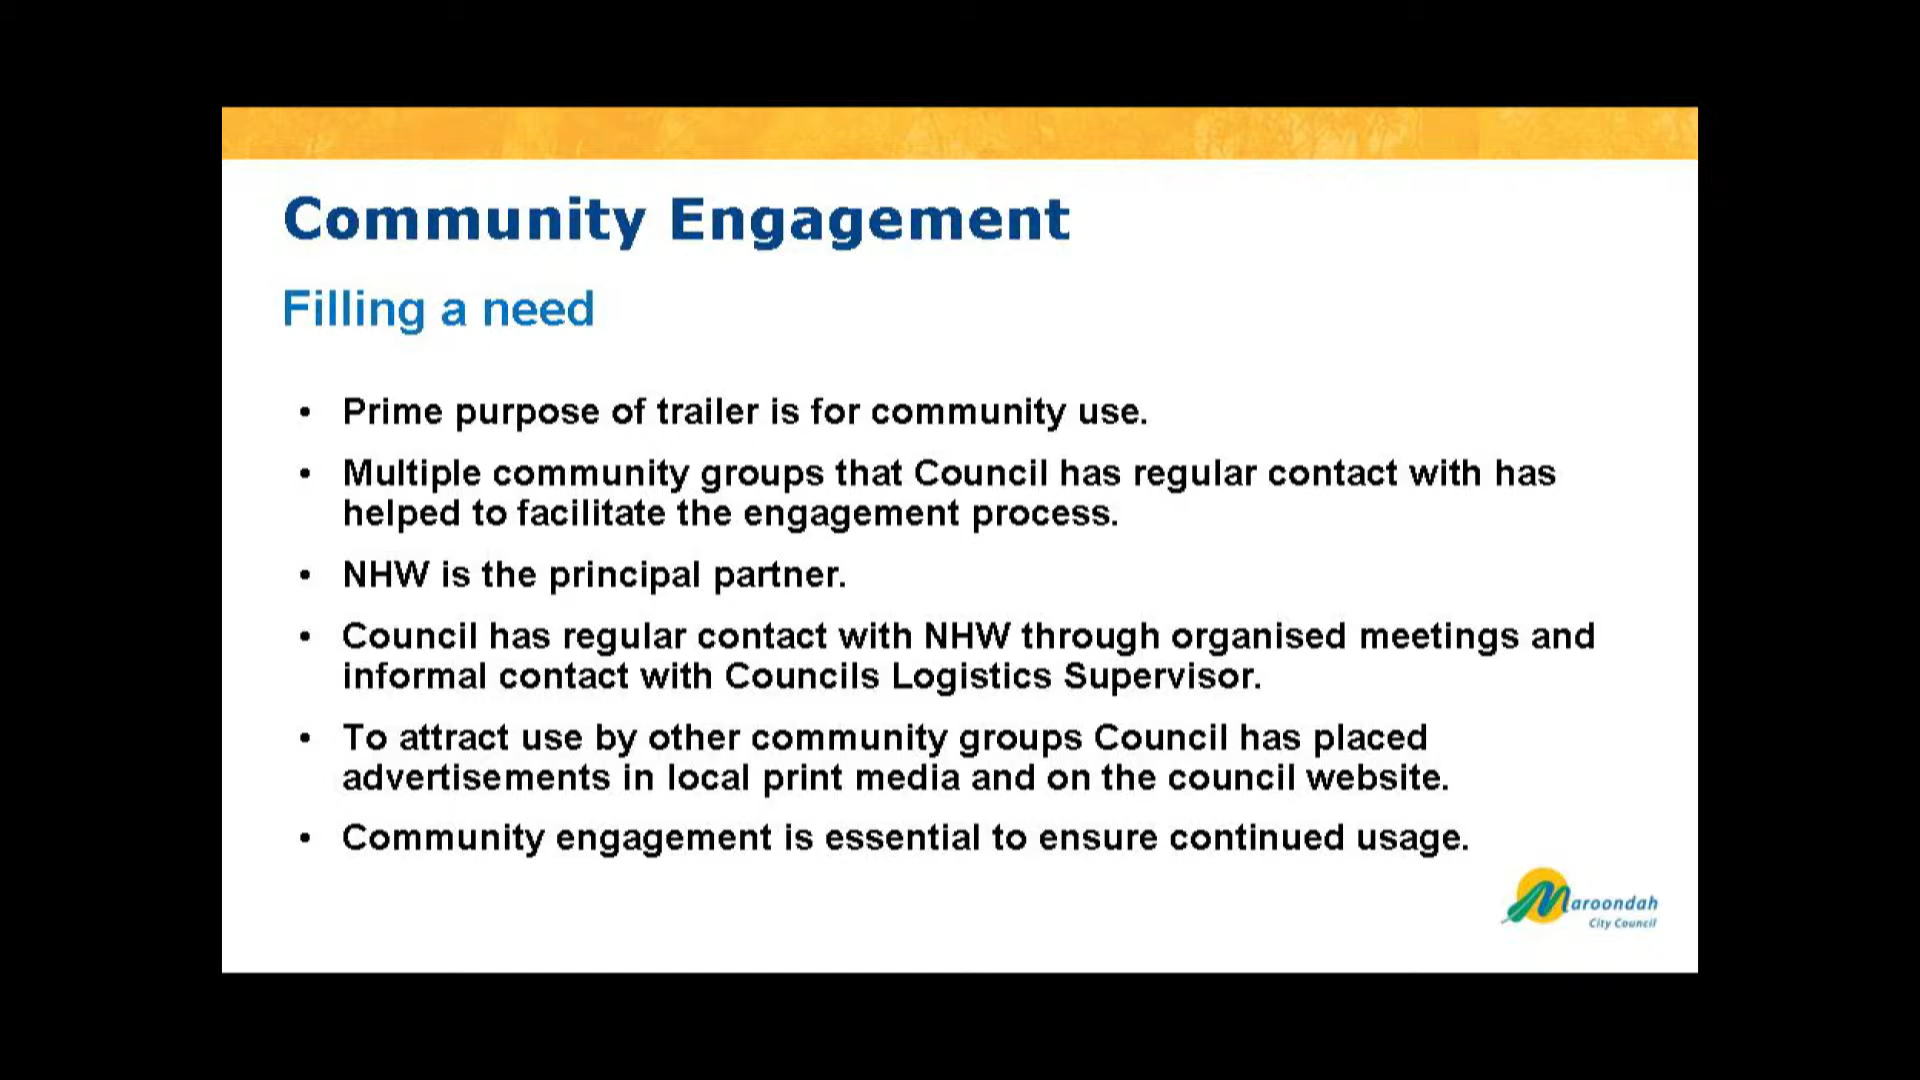 Community Engagement
Filling a need
• Prime purpose of trailer is for community use.
• Multiple community groups that Council has regular contact with has
helped to facilitate the engagement process.
• NHW is the principal partner.
• Council has regular contact with NHW through organised meetings and
informal contact with Councils Logistics Supervisor.
• To attract use by other community groups Council has placed
advertisements in local print media and on the council website.
• Community engagement is essential to ensure continued usage.
Maroondah
City Council